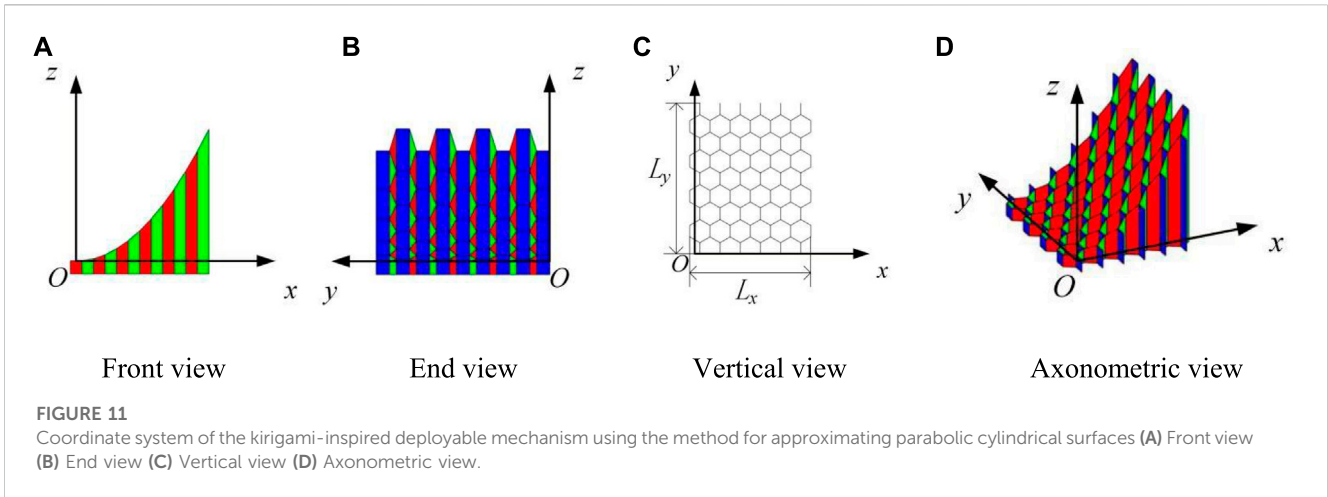 A
B
C
D
z
O
x
z
y
O
y
L_y
O
x
L_x
z
y
x
O
Front view
End view
Vertical view
Axonometric view
FIGURE 11
Coordinate system of the kirigami-inspired deployable mechanism using the method for approximating parabolic cylindrical surfaces (A) Front view
(B) End view (C) Vertical view (D) Axonometric view.